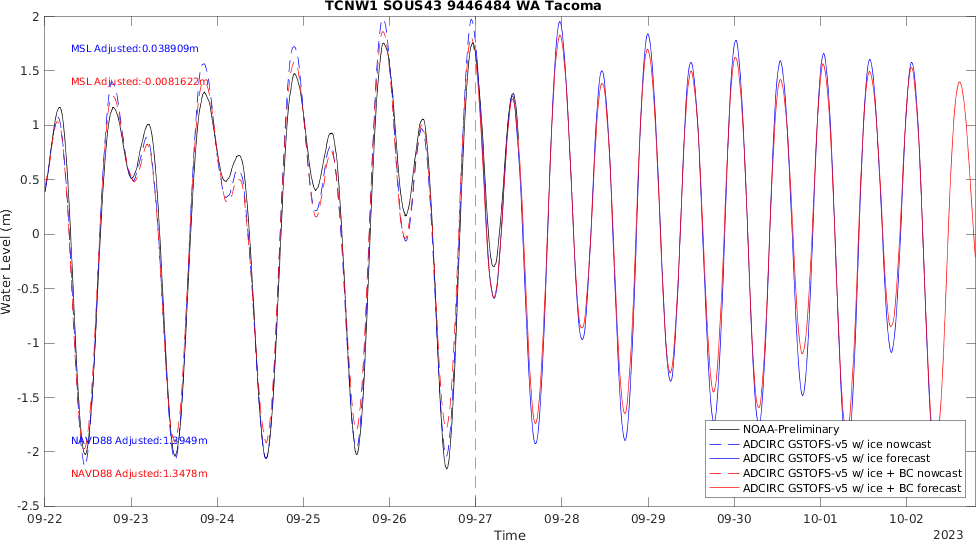 TCNW1 SOUS43 9446484 WA Tacoma
MSL Adjusted:0.038909m
MSL Adjusted:-0.0081622m
NAVD88 Adjusted:1.3949m
NAVD88 Adjusted:1.3478m
Water Level (m)
2
1.5
1
0.5
0
-0.5
-1
-1.5
-2
-2.5
NOAA-Preliminary
ADCIRC GSTOFS-v5 w/ ice nowcast
ADCIRC GSTOFS-v5 w/ ice forecast
ADCIRC GSTOFS-v5 w/ ice + BC nowcast
ADCIRC GSTOFS-v5 w/ ice + BC forecast
09-22 09-23 09-24 09-25 09-26 09-27 09-28 09-29 09-30 10-01 10-02
Time
2023